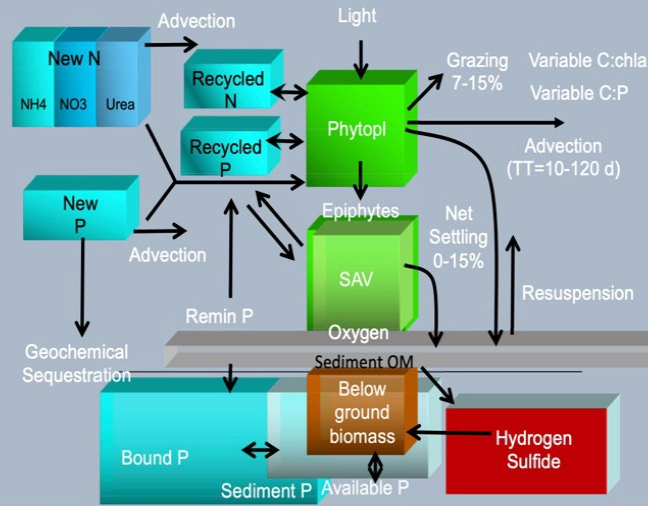 Advection
Light
New N
NH4
NO3
Urea
Recycled
N
Recycled
P
Phytopl
Grazing
7-15%
Variable C:chla
Variable C:P
Advection
(TT=10-120 d)
New
P
Advection
Epiphytes
SAV
Net
Settling
0-15%
Resuspension
Remin P
Oxygen
Geochemical
Sequestration
Sediment OM
Below
ground
biomass
Hydrogen
Sulfide
Bound P
Sediment P
Available P